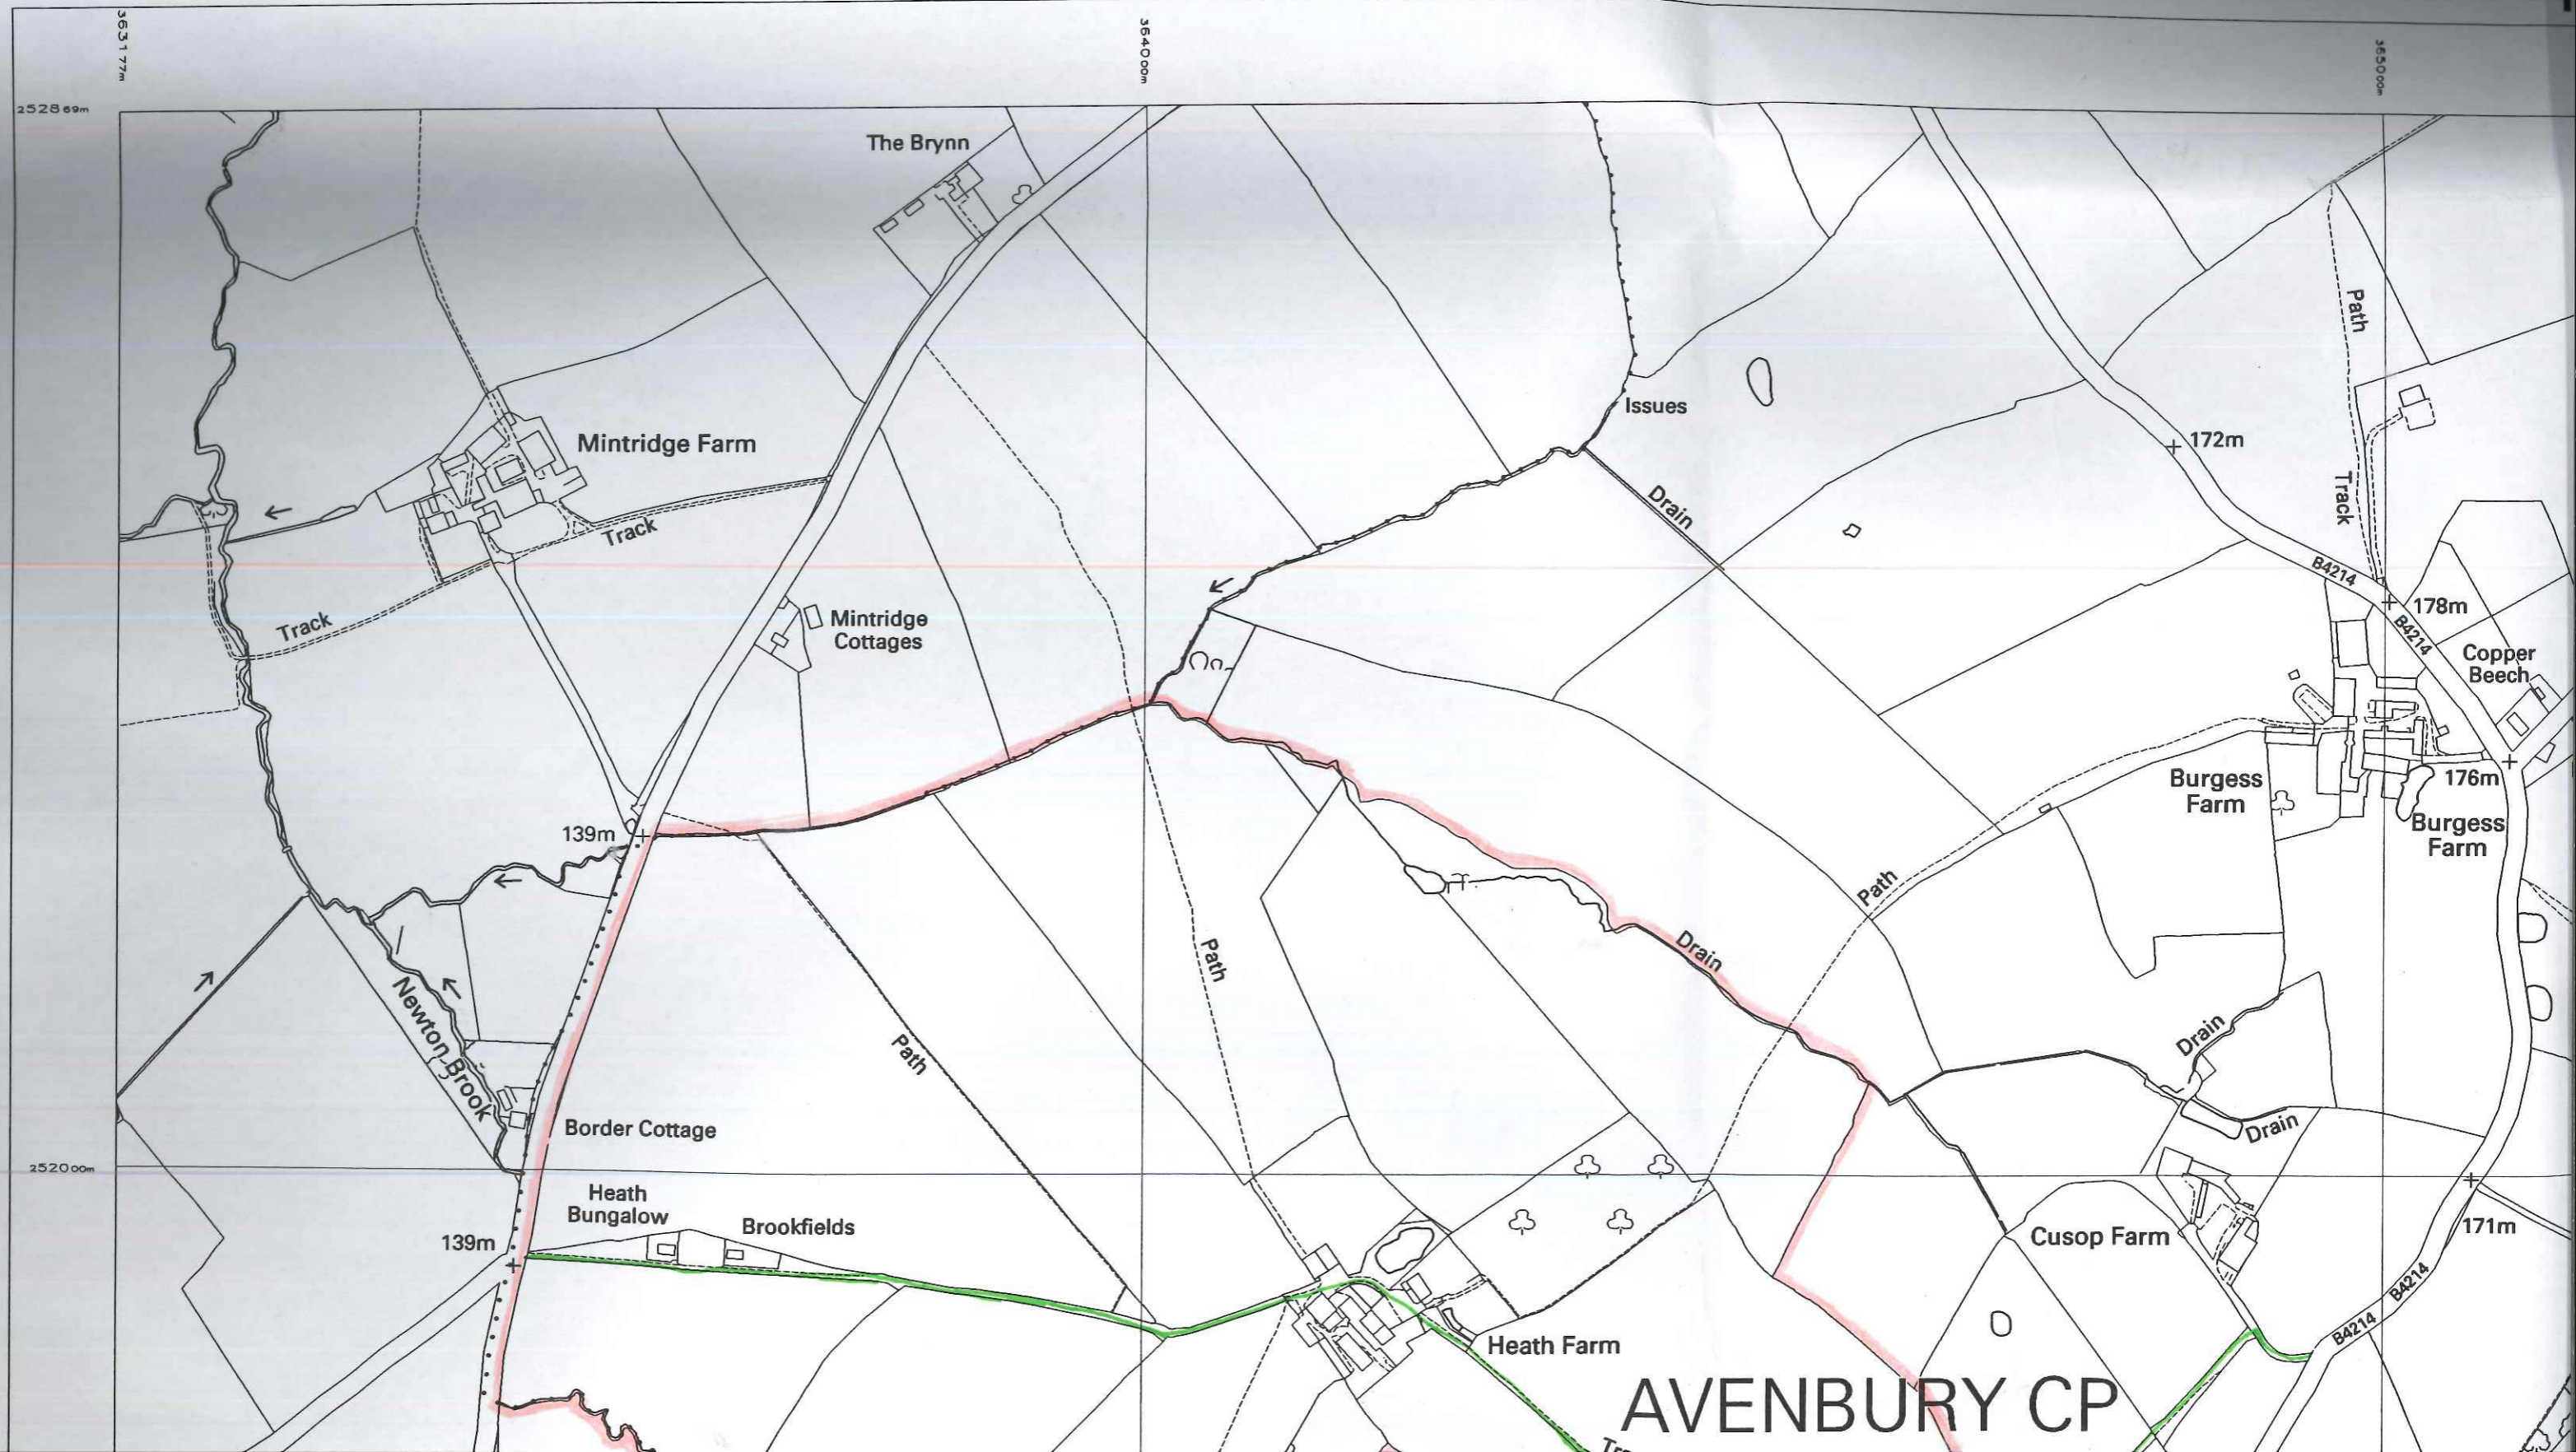 363177m
364000m
365000m
252869m
The Brynn
Path
Issues
172m
Mintridge Farm
Track
Drain
Track
B4214
178m
B4214
Track
Mintridge
Cottages
Copper
Beech
Burgess
Farm
176m
Burgess
Farm
139m
Path
Drain
Path
Newton Brook
Path
Drain
Drain
Border Cottage
252000m
Heath
Bungalow
Brookfields
139m
Cusop Farm
171m
B4214
B4214
Heath Farm
AVENBURY CP